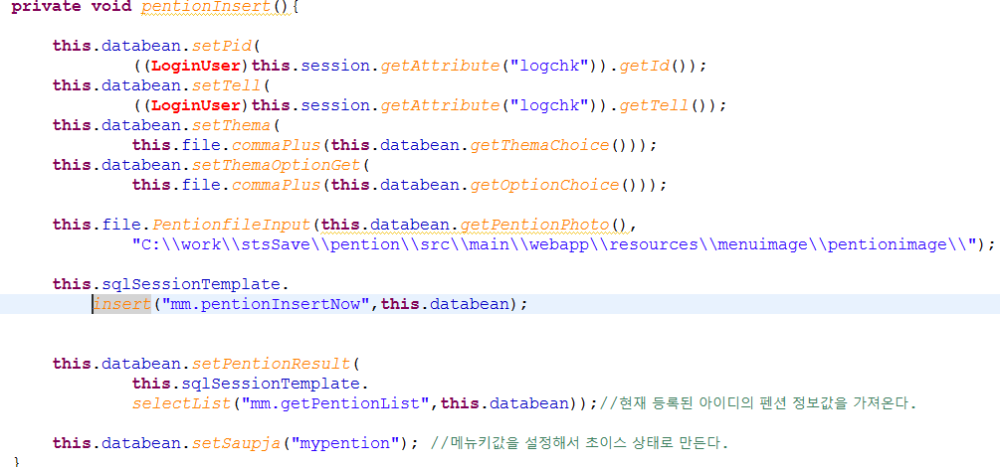 private void pentionInsert(){
this.databean.setPid(
((LoginUser)this.session.getAttribute("logchk")).getId());
this.databean.setTell(
((LoginUser)this.session.getAttribute("logchk")).getTell());
this.databean.setThema(
this.file.commaPlus(this.databean.getThemaChoice()));
this.databean.setThemaOptionGet(
this.file.commaPlus(this.databean.getOptionChoice()));
this.file.PentionfileInput(this.databean.getPentionPhoto(),
"C:\\work\\stsSave\\pention\\src\\main\\webapp\\resources\\menuimage\\pentionimage\\");
this.sqlSessionTemplate.
insert("mm.pentionInsertNow",this.databean);
this.databean.setPentionResult(
this.sqlSessionTemplate.
selectList("mm.getPentionList",this.databean));//현재 등록된 아이디의 펜션 정보값을 가져온다.
this.databean.setSaupja("mypention"); //메뉴키값을 설정해서 초이스 상태로 만든다.
}